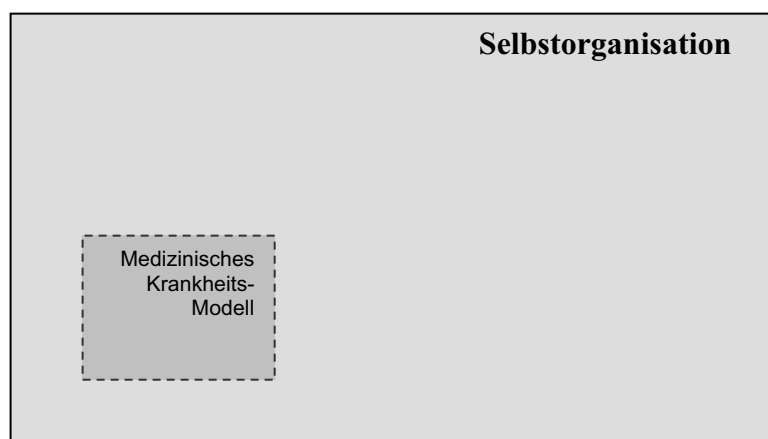 Selbstorganisation
Medizinisches
Krankheits-
Modell